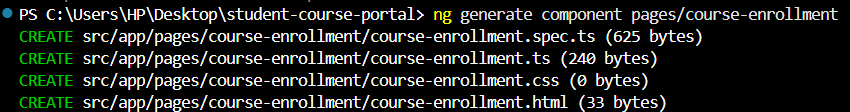 PS C:\Users\HP\Desktop\student-course-portal> ng generate component pages/course-enrollment
CREATE src/app/pages/course-enrollment/course-enrollment.spec.ts (625 bytes)
CREATE src/app/pages/course-enrollment/course-enrollment.ts (240 bytes)
CREATE src/app/pages/course-enrollment/course-enrollment.css (0 bytes)
CREATE src/app/pages/course-enrollment/course-enrollment.html (33 bytes)